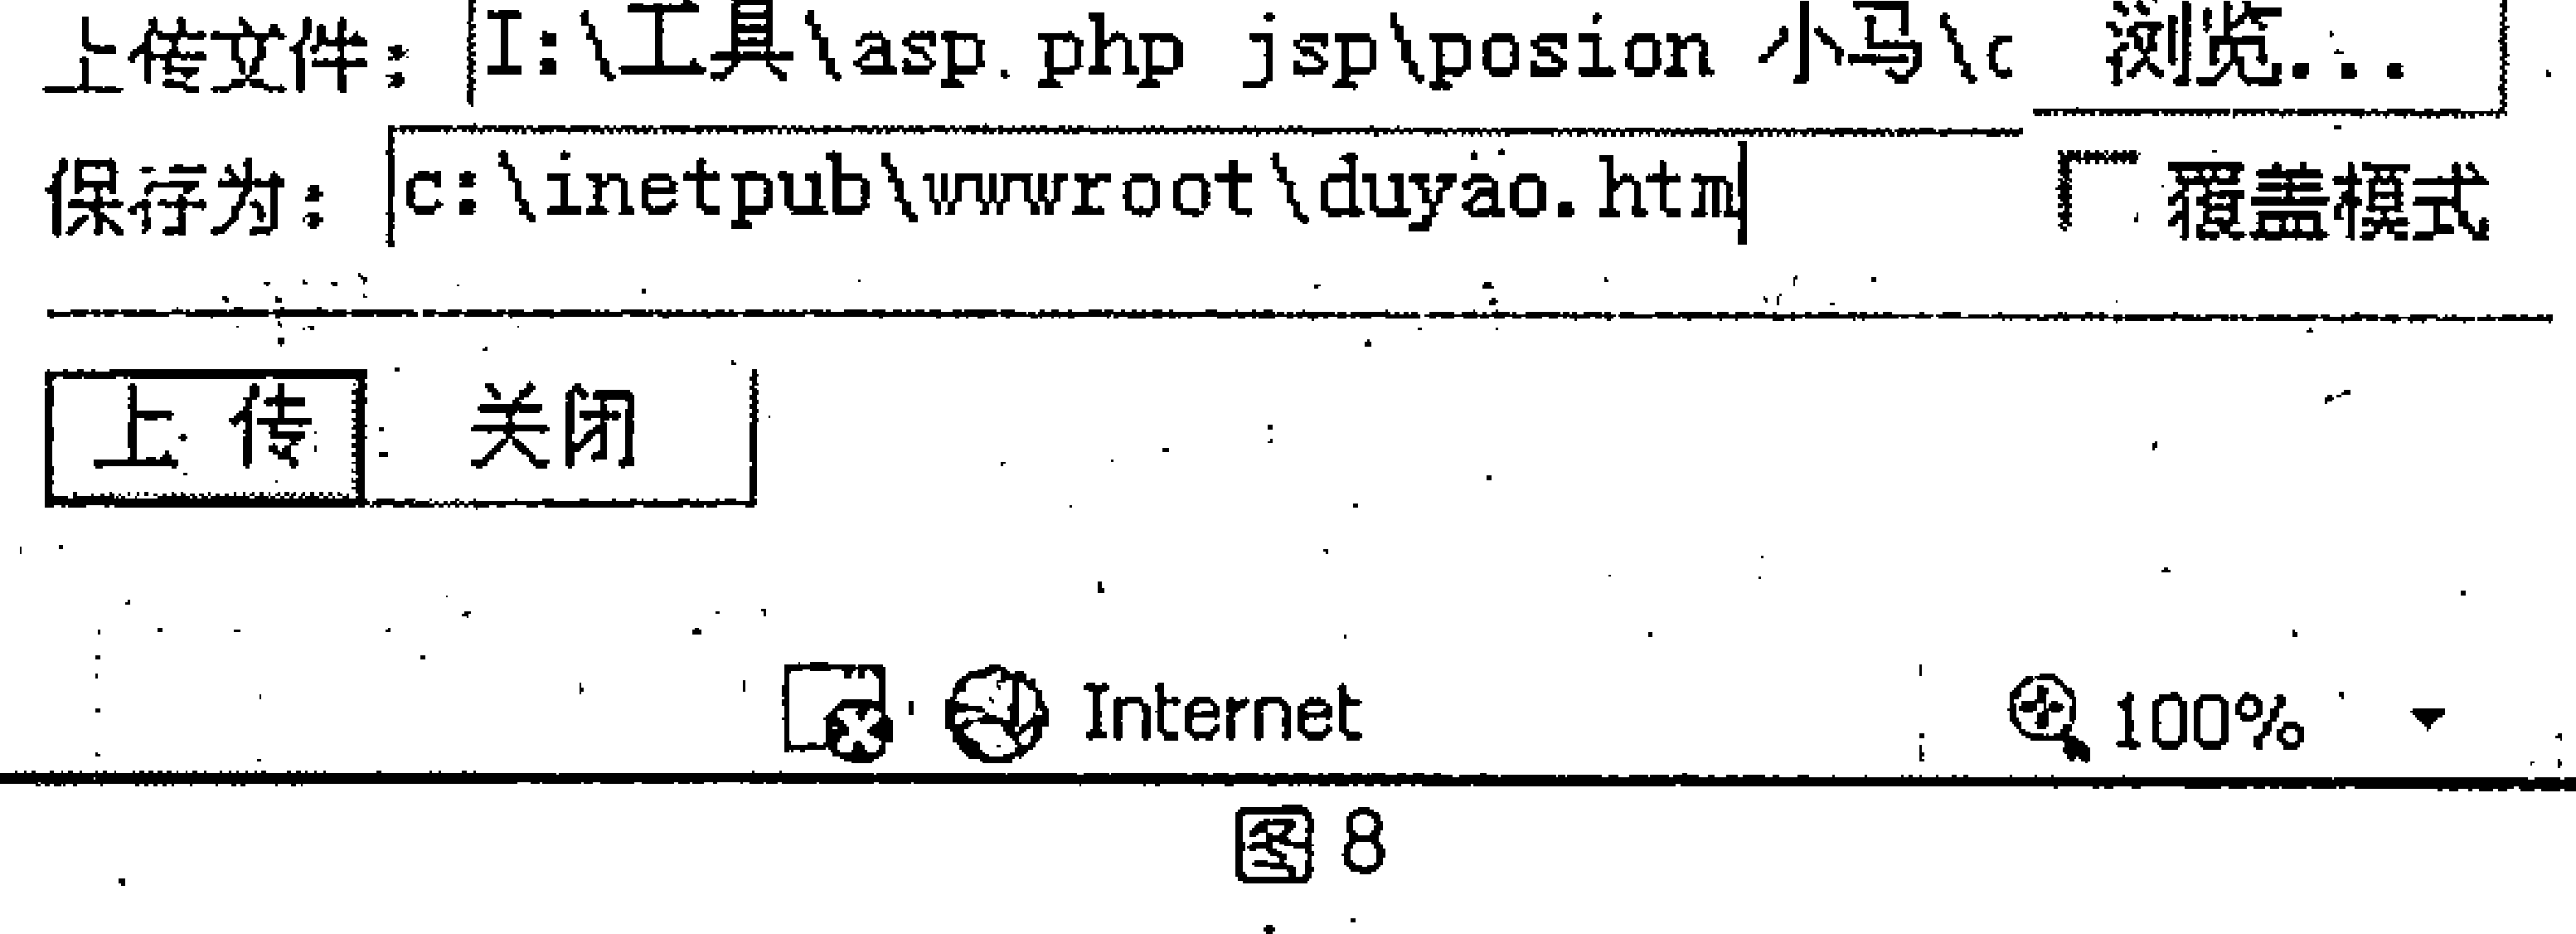 上传文件： I:\工具\asp php jsp\posion 小马\c 浏览...
保存为： c:\inetpub\wwwroot\duyao.htm 覆盖模式
上 传 关闭
Internet 100%
图 8